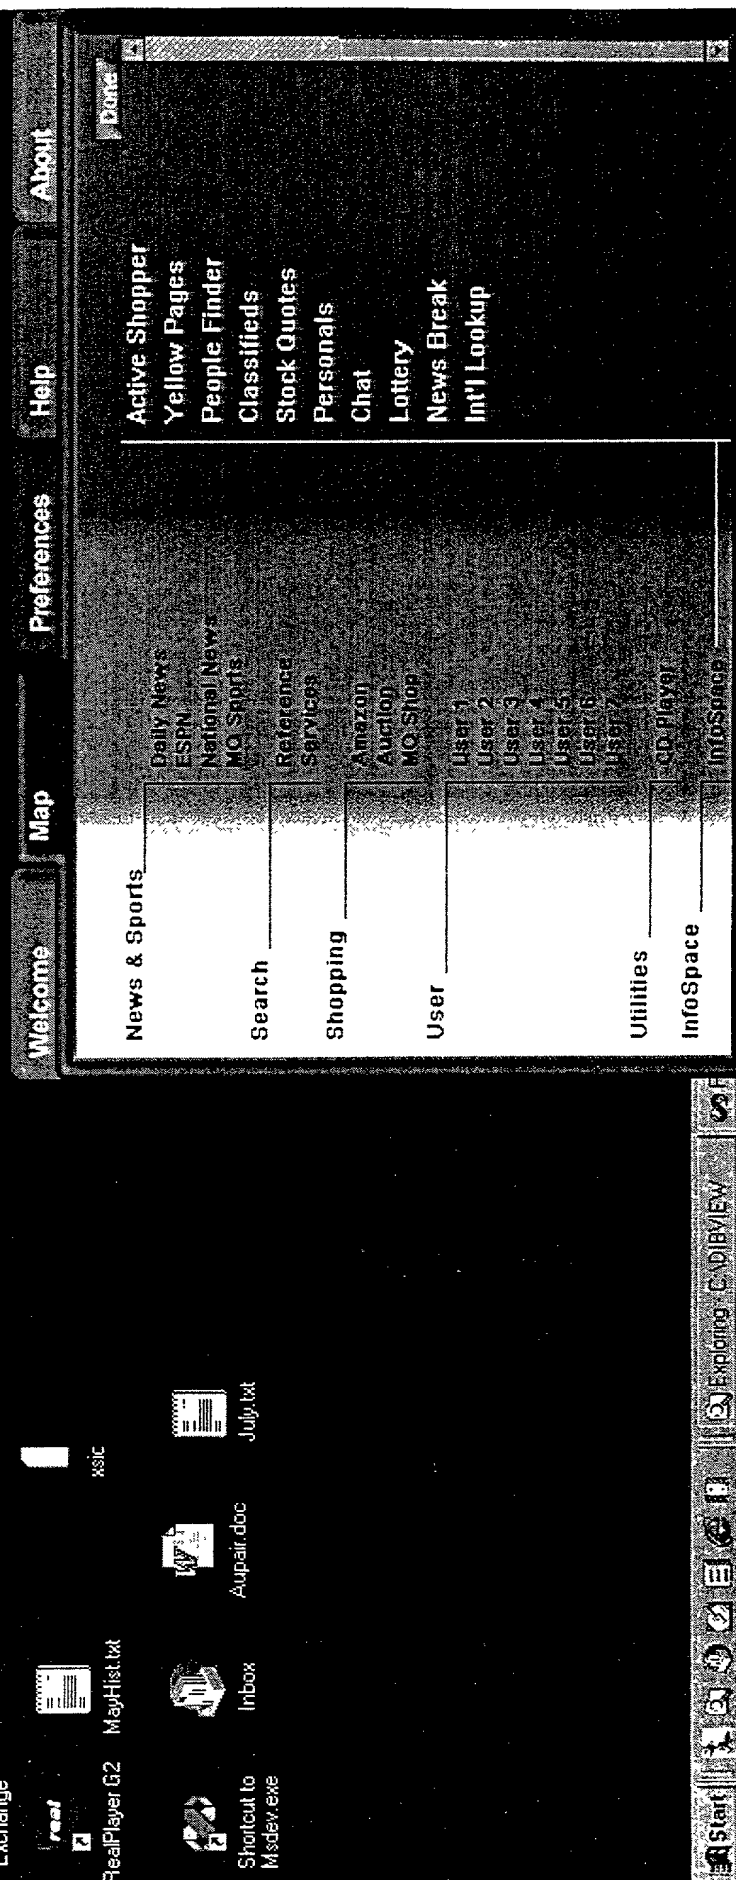 Welcome
Map
Preferences
Help
About
Done
News & Sports
Daily News
ESPN
National News
MQ Sports
Search
Reference
Services
Shopping
Amazon
Auction
MQ Shop
User
User 1
User 2
User 3
User 4
User 5
User 6
User 7
Utilities
CD Player
InfoSpace
InfoSpace
Active Shopper
Yellow Pages
People Finder
Classifieds
Stock Quotes
Personals
Chat
Lottery
News Break
Int'l Lookup
Exchange
real
RealPlayer G2
MayHist.txt
xsic
Shortcut to
Msdev.exe
Inbox
Aupair.doc
July.txt
Start
Exploring - C:\DIBVIEW